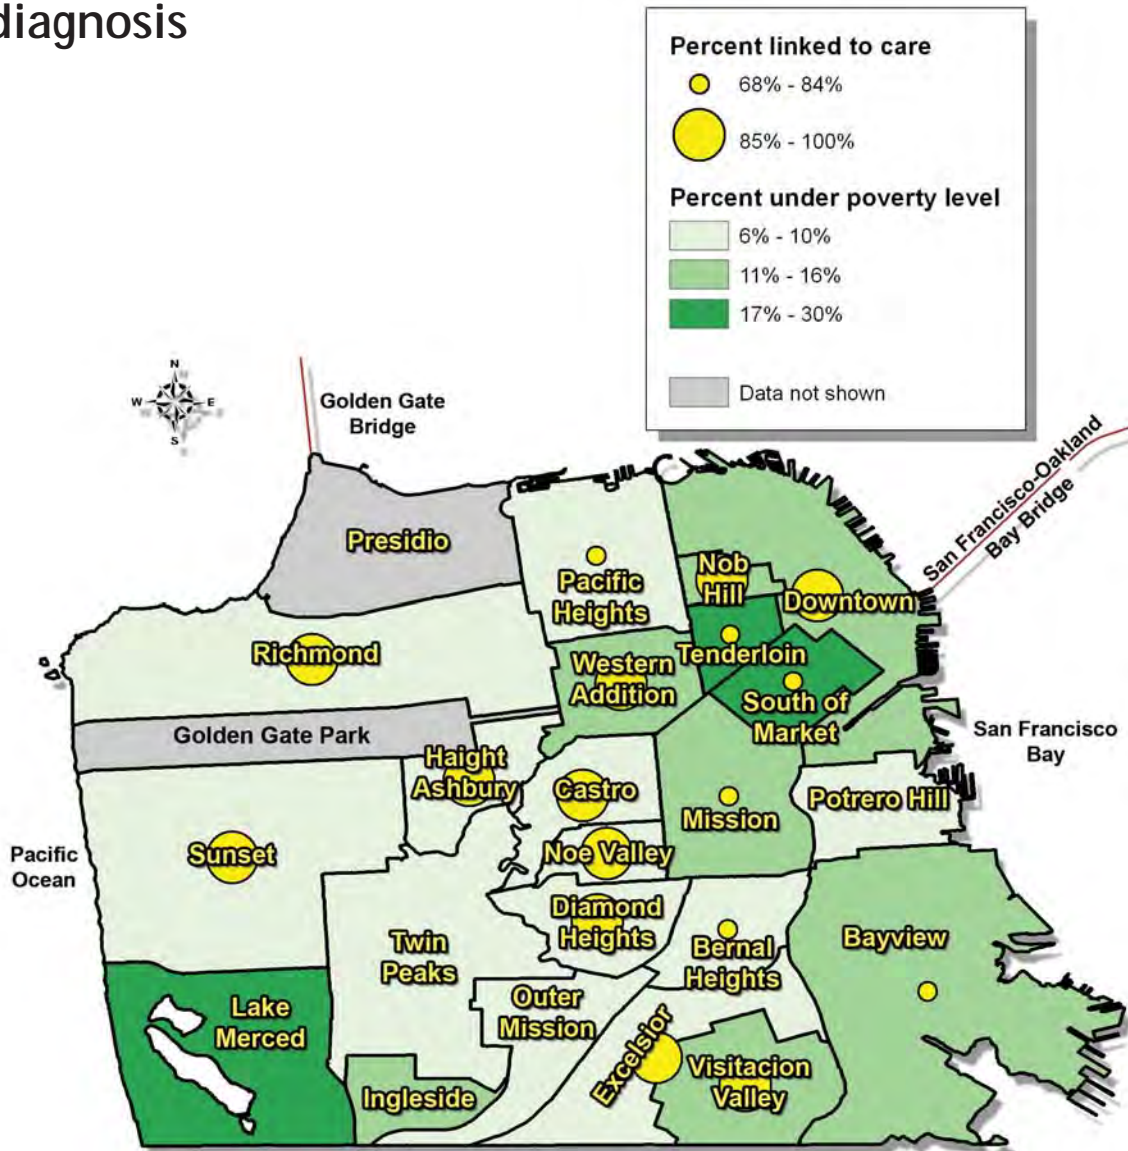 diagnosis
Percent linked to care
68% - 84%
85% - 100%
Percent under poverty level
6% - 10%
11% - 16%
17% - 30%
Data not shown
N
W E
S
Golden Gate
Bridge
San Francisco-Oakland
Bay Bridge
Presidio
Pacific
Heights
Nob
Hill
Downtown
Richmond
Western
Addition
Tenderloin
South of
Market
San Francisco
Bay
Golden Gate Park
Haight
Ashbury
Castro
Mission
Potrero Hill
Pacific
Ocean
Sunset
Noe Valley
Diamond
Heights
Twin
Peaks
Bernal
Heights
Bayview
Lake
Merced
Outer
Mission
Excelsior
Visitacion
Valley
Ingleside